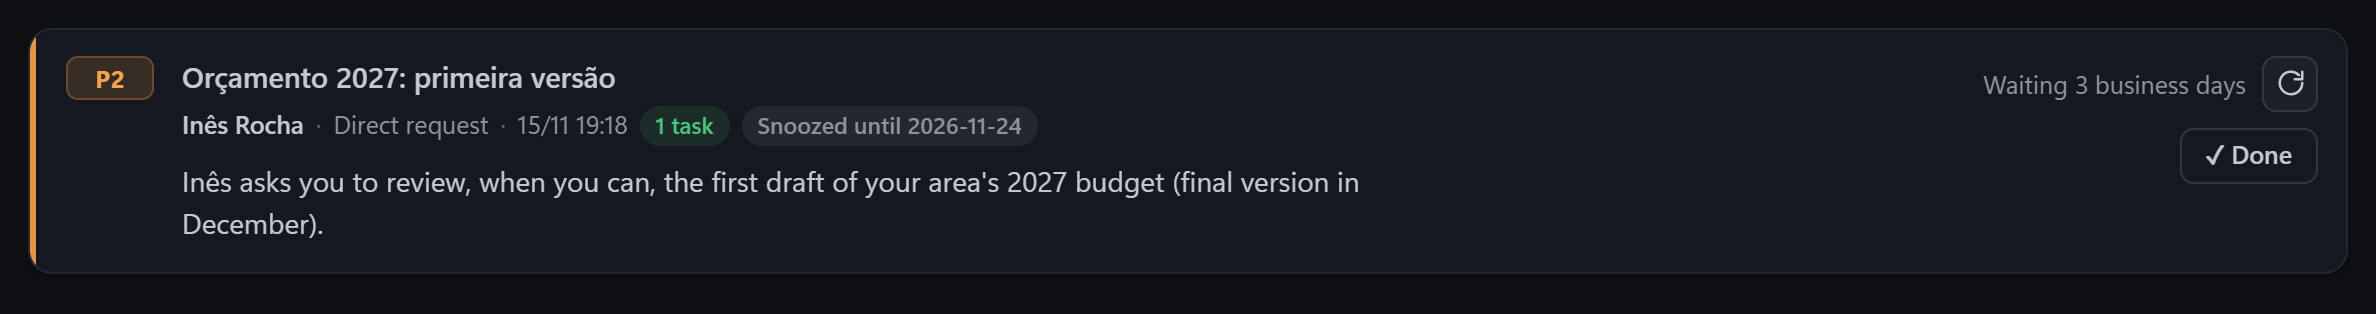 P2
Orçamento 2027: primeira versão
Waiting 3 business days
Inês Rocha · Direct request · 15/11 19:18 1 task Snoozed until 2026-11-24
✓ Done
Inês asks you to review, when you can, the first draft of your area's 2027 budget (final version in
December).